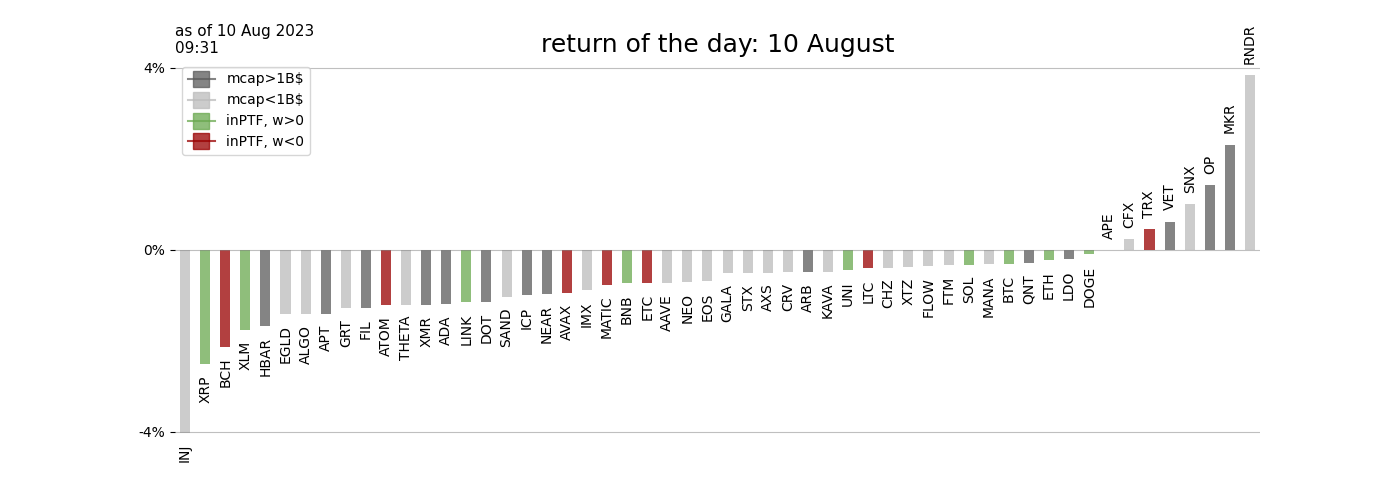 as of 10 Aug 2023
09:31
return of the day: 10 August
4%
0%
-4%
mcap>1B$
mcap<1B$
inPTF, w>0
inPTF, w<0
INJ
XRP
BCH
XLM
HBAR
EGLD
ALGO
APT
GRT
FIL
ATOM
THETA
XMR
ADA
LINK
DOT
SAND
ICP
NEAR
AVAX
IMX
MATIC
BNB
ETC
AAVE
NEO
EOS
GALA
STX
AXS
CRV
ARB
KAVA
UNI
LTC
CHZ
XTZ
FLOW
FTM
SOL
MANA
BTC
QNT
ETH
LDO
DOGE
APE
CFX
TRX
VET
SNX
OP
MKR
RNDR